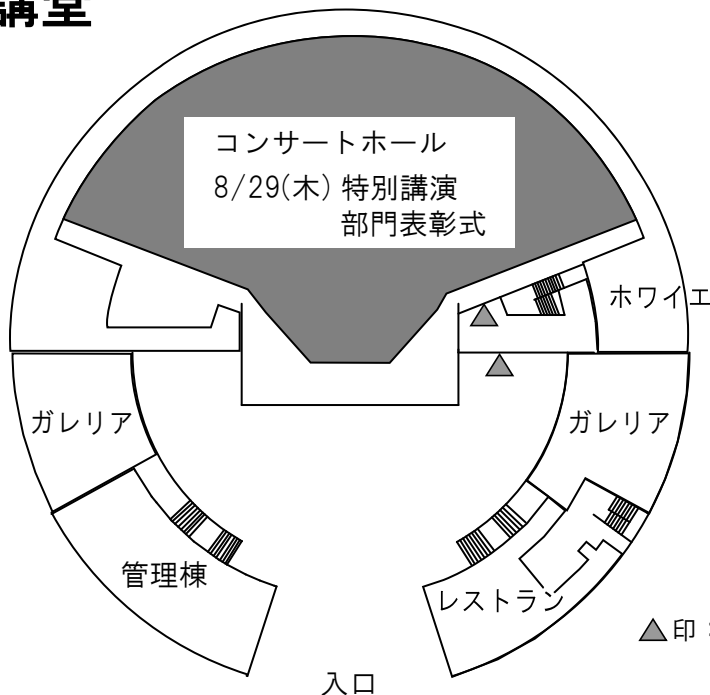 講堂
コンサートホール
8/29(木) 特別講演
部門表彰式
ホワイエ
ガレリア
ガレリア
管理棟
レストラン
▲印
入口